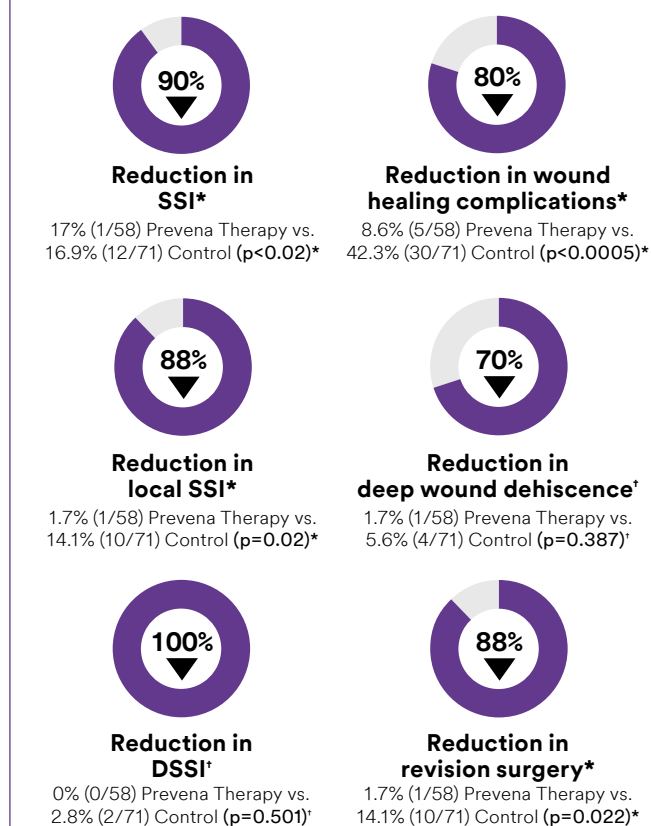 90%
Reduction in
SSI*
17% (1/58) Prevena Therapy vs.
16.9% (12/71) Control (p<0.02)*
80%
Reduction in wound
healing complications*
8.6% (5/58) Prevena Therapy vs.
42.3% (30/71) Control (p<0.0005)*
88%
Reduction in
local SSI*
1.7% (1/58) Prevena Therapy vs.
14.1% (10/71) Control (p=0.02)*
70%
Reduction in
deep wound dehiscence†
1.7% (1/58) Prevena Therapy vs.
5.6% (4/71) Control (p=0.387)†
100%
Reduction in
DSSI†
0% (0/58) Prevena Therapy vs.
2.8% (2/71) Control (p=0.501)†
88%
Reduction in
revision surgery*
1.7% (1/58) Prevena Therapy vs.
14.1% (10/71) Control (p=0.022)*